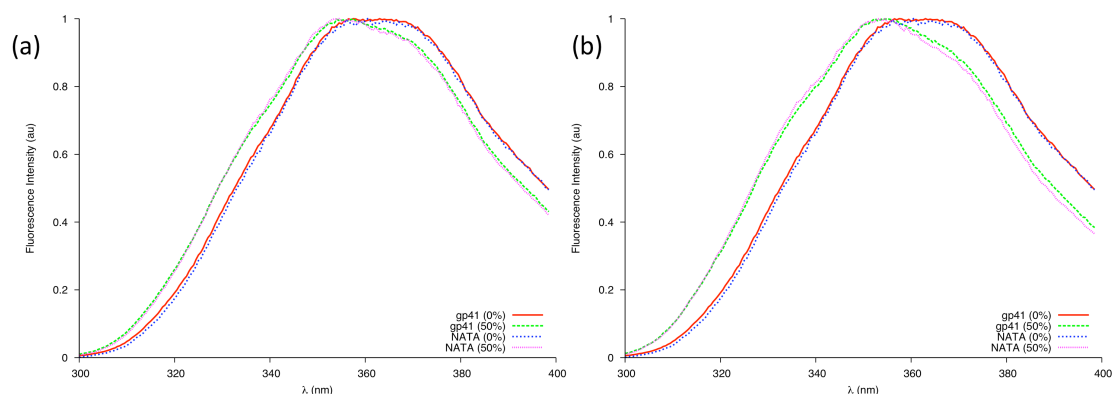 (a)
Fluorescence Intensity (au)
1
0.8
0.6
0.4
0.2
0
300
320
340
360
380
400
λ (nm)
gp41 (0%)
gp41 (50%)
NATA (0%)
NATA (50%)
(b)
Fluorescence Intensity (au)
1
0.8
0.6
0.4
0.2
0
300
320
340
360
380
400
λ (nm)
gp41 (0%)
gp41 (50%)
NATA (0%)
NATA (50%)